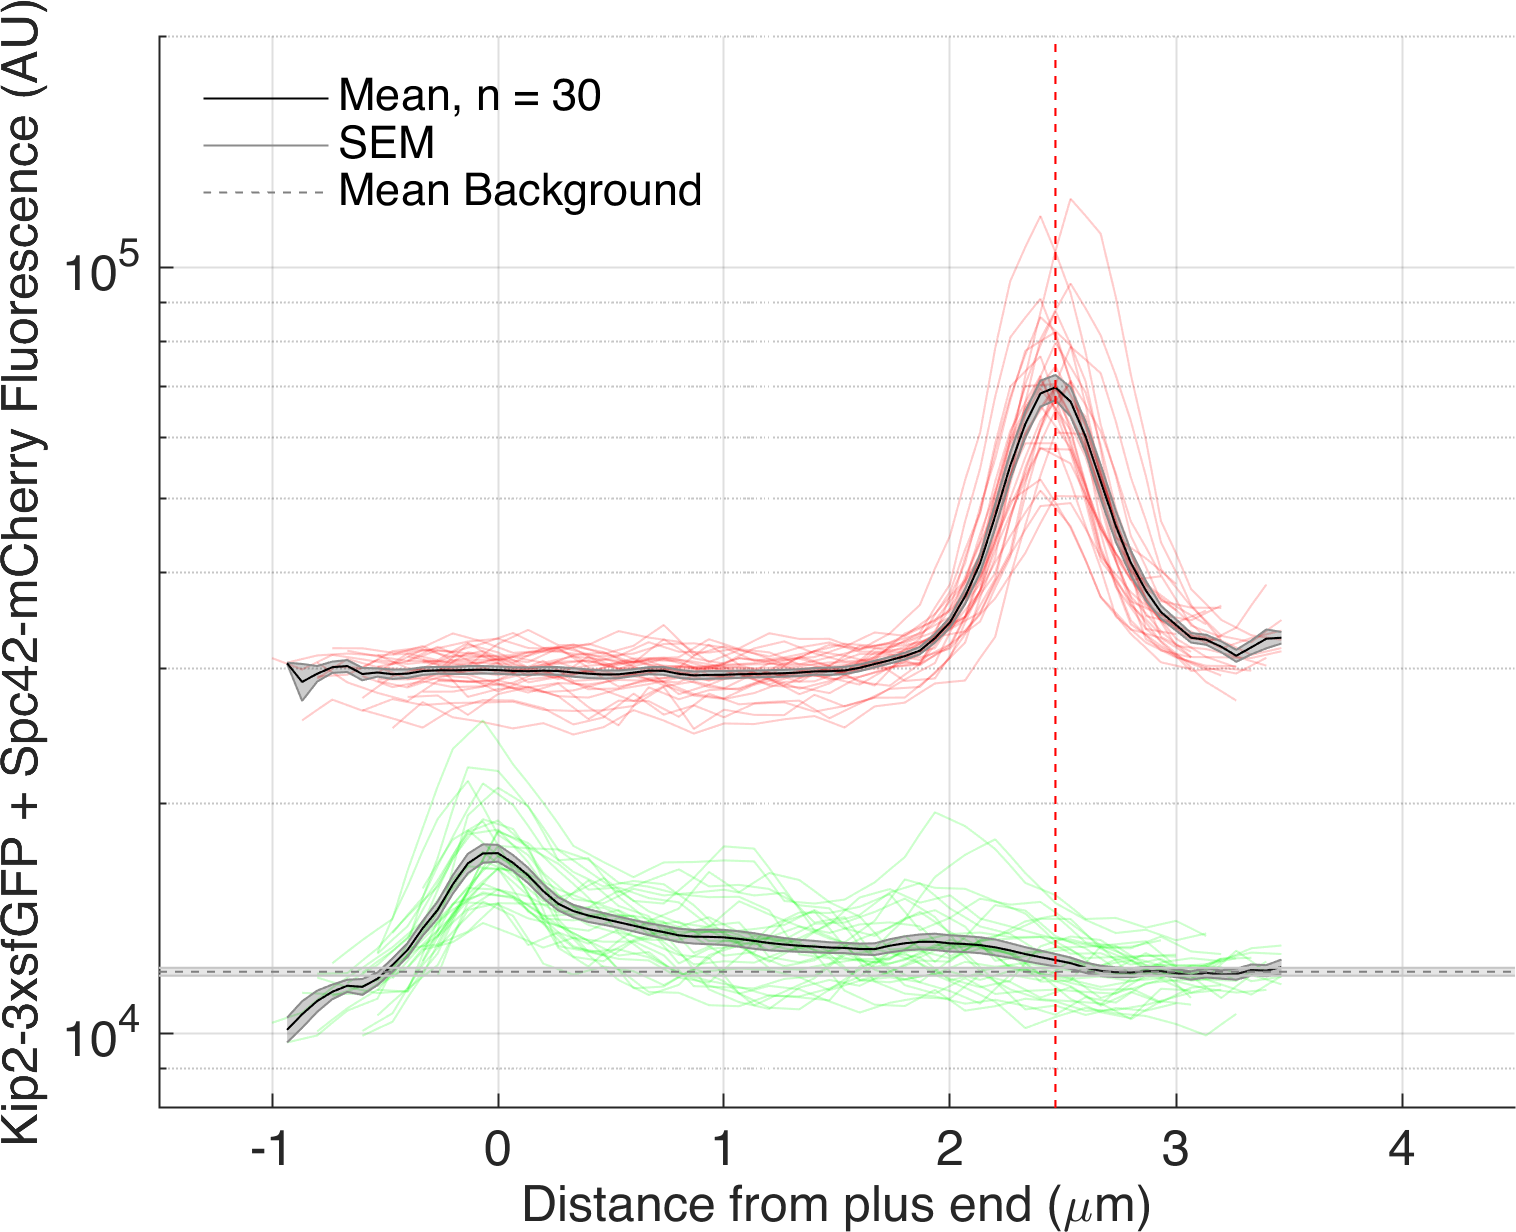 Kip2-3xsfGFP + Spc42-mCherry Fluorescence (AU)
Mean, n = 30
SEM
Mean Background
10^5
10^4
-1 0 1 2 3 4
Distance from plus end (μm)